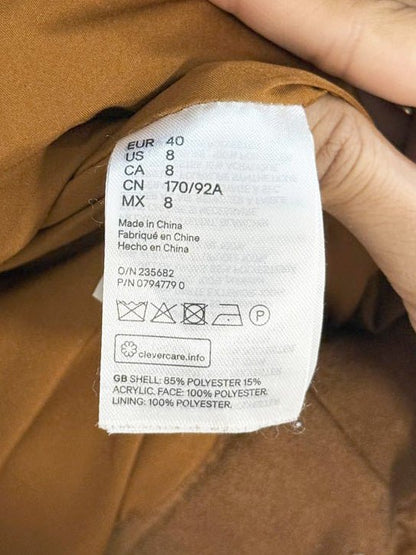 EUR 40
US 8
CA 8
CN 170/92A
MX 8
Made in China
Fabriqué en Chine
Hecho en China
O/N 235682
P/N 0794779 0
P
clevercare.info
GB SHELL: 85% POLYESTER 15%
ACRYLIC. FACE: 100% POLYESTER.
LINING: 100% POLYESTER.